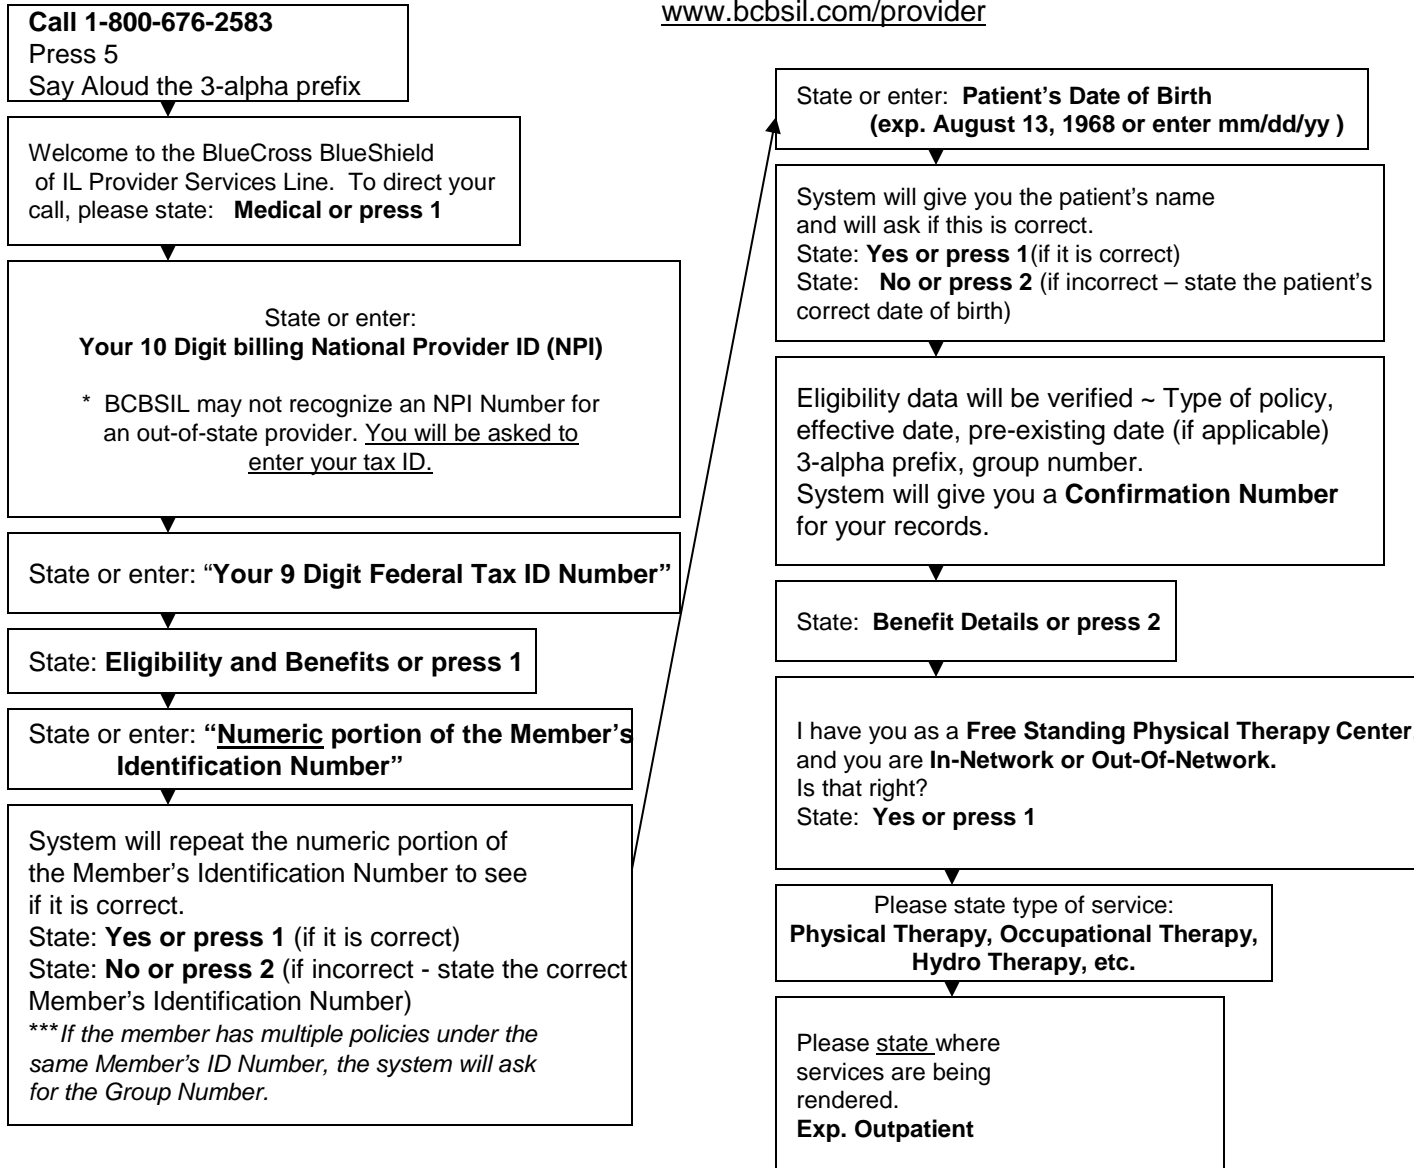 www.bcbsil.com/provider
Call 1-800-676-2583
Press 5
Say Aloud the 3-alpha prefix
Welcome to the BlueCross BlueShield
of IL Provider Services Line. To direct your
call, please state: Medical or press 1
State or enter:
Your 10 Digit billing National Provider ID (NPI)
* BCBSIL may not recognize an NPI Number for
an out-of-state provider. You will be asked to
enter your tax ID.
State or enter: “Your 9 Digit Federal Tax ID Number”
State: Eligibility and Benefits or press 1
State or enter: “Numeric portion of the Member’s
Identification Number”
System will repeat the numeric portion of
the Member’s Identification Number to see
if it is correct.
State: Yes or press 1 (if it is correct)
State: No or press 2 (if incorrect - state the correct
Member’s Identification Number)
***If the member has multiple policies under the
same Member’s ID Number, the system will ask
for the Group Number.
State or enter: Patient’s Date of Birth
(exp. August 13, 1968 or enter mm/dd/yy )
System will give you the patient’s name
and will ask if this is correct.
State: Yes or press 1(if it is correct)
State: No or press 2 (if incorrect – state the patient’s
correct date of birth)
Eligibility data will be verified ~ Type of policy,
effective date, pre-existing date (if applicable)
3-alpha prefix, group number.
System will give you a Confirmation Number
for your records.
State: Benefit Details or press 2
I have you as a Free Standing Physical Therapy Center
and you are In-Network or Out-Of-Network.
Is that right?
State: Yes or press 1
Please state type of service:
Physical Therapy, Occupational Therapy,
Hydro Therapy, etc.
Please state where
services are being
rendered.
Exp. Outpatient